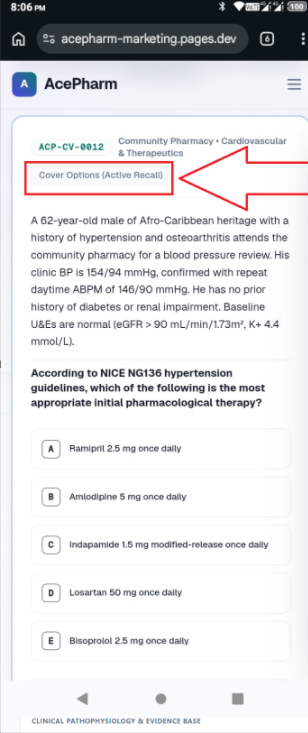 8:06 PM
100
acepharm-marketing.pages.dev
6
A
AcePharm
ACP-CV-0012
Community Pharmacy • Cardiovascular
& Therapeutics
Cover Options (Active Recall)
A 62-year-old male of Afro-Caribbean heritage with a
history of hypertension and osteoarthritis attends the
community pharmacy for a blood pressure review. His
clinic BP is 154/94 mmHg, confirmed with repeat
daytime ABPM of 146/90 mmHg. He has no prior
history of diabetes or renal impairment. Baseline
U&Es are normal (eGFR > 90 mL/min/1.73m², K+ 4.4
mmol/L).
According to NICE NG136 hypertension
guidelines, which of the following is the most
appropriate initial pharmacological therapy?
A Ramipril 2.5 mg once daily
B Amlodipine 5 mg once daily
C Indapamide 1.5 mg modified-release once daily
D Losartan 50 mg once daily
E Bisoprolol 2.5 mg once daily
CLINICAL PATHOPHYSIOLOGY & EVIDENCE BASE